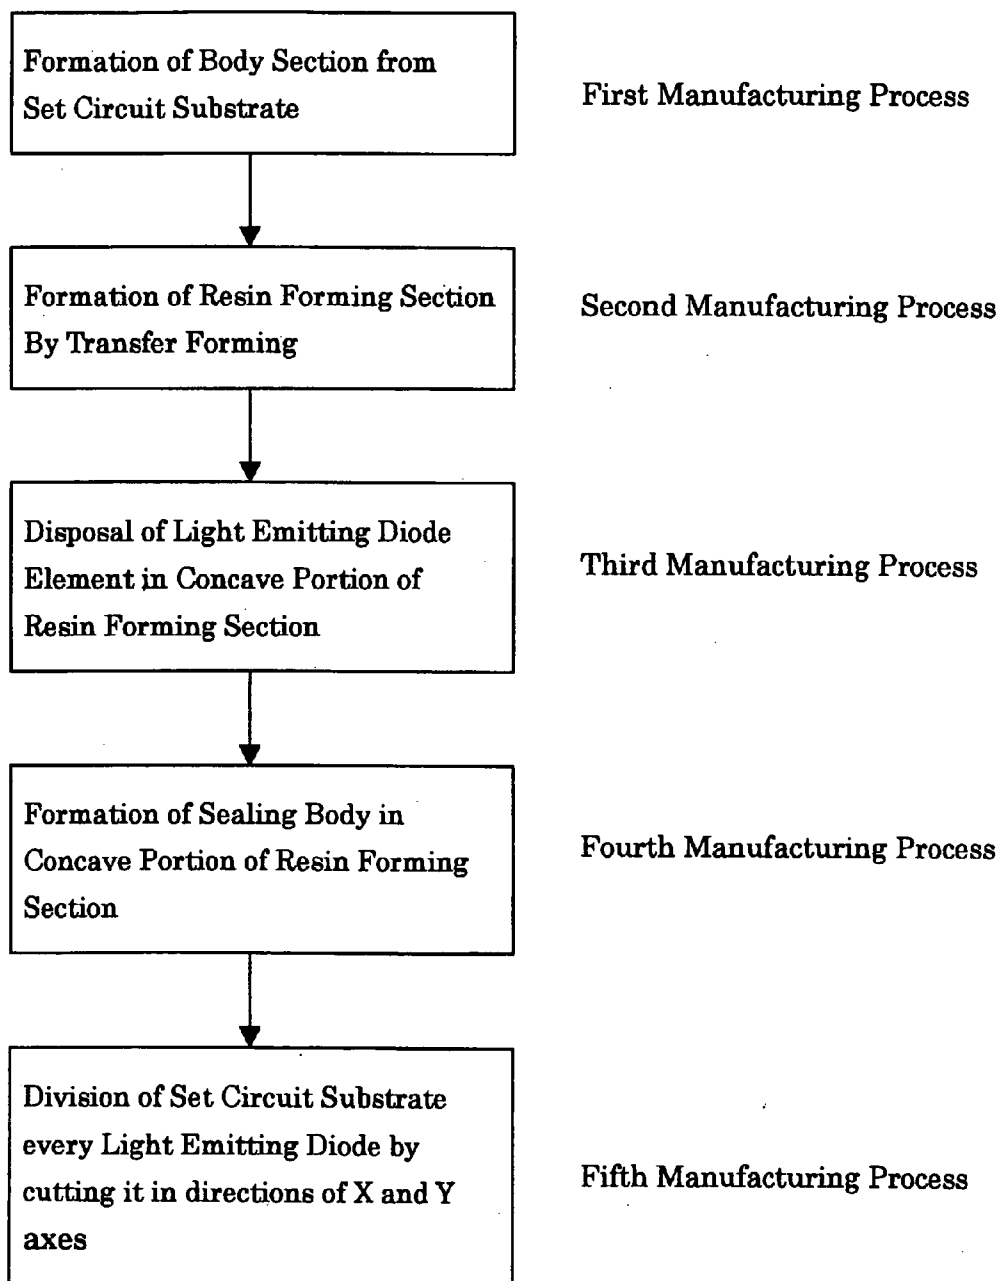 Formation of Body Section from
Set Circuit Substrate
First Manufacturing Process
Formation of Resin Forming Section
By Transfer Forming
Second Manufacturing Process
Disposal of Light Emitting Diode
Element in Concave Portion of
Resin Forming Section
Third Manufacturing Process
Formation of Sealing Body in
Concave Portion of Resin Forming
Section
Fourth Manufacturing Process
Division of Set Circuit Substrate
every Light Emitting Diode by
cutting it in directions of X and Y
axes
Fifth Manufacturing Process